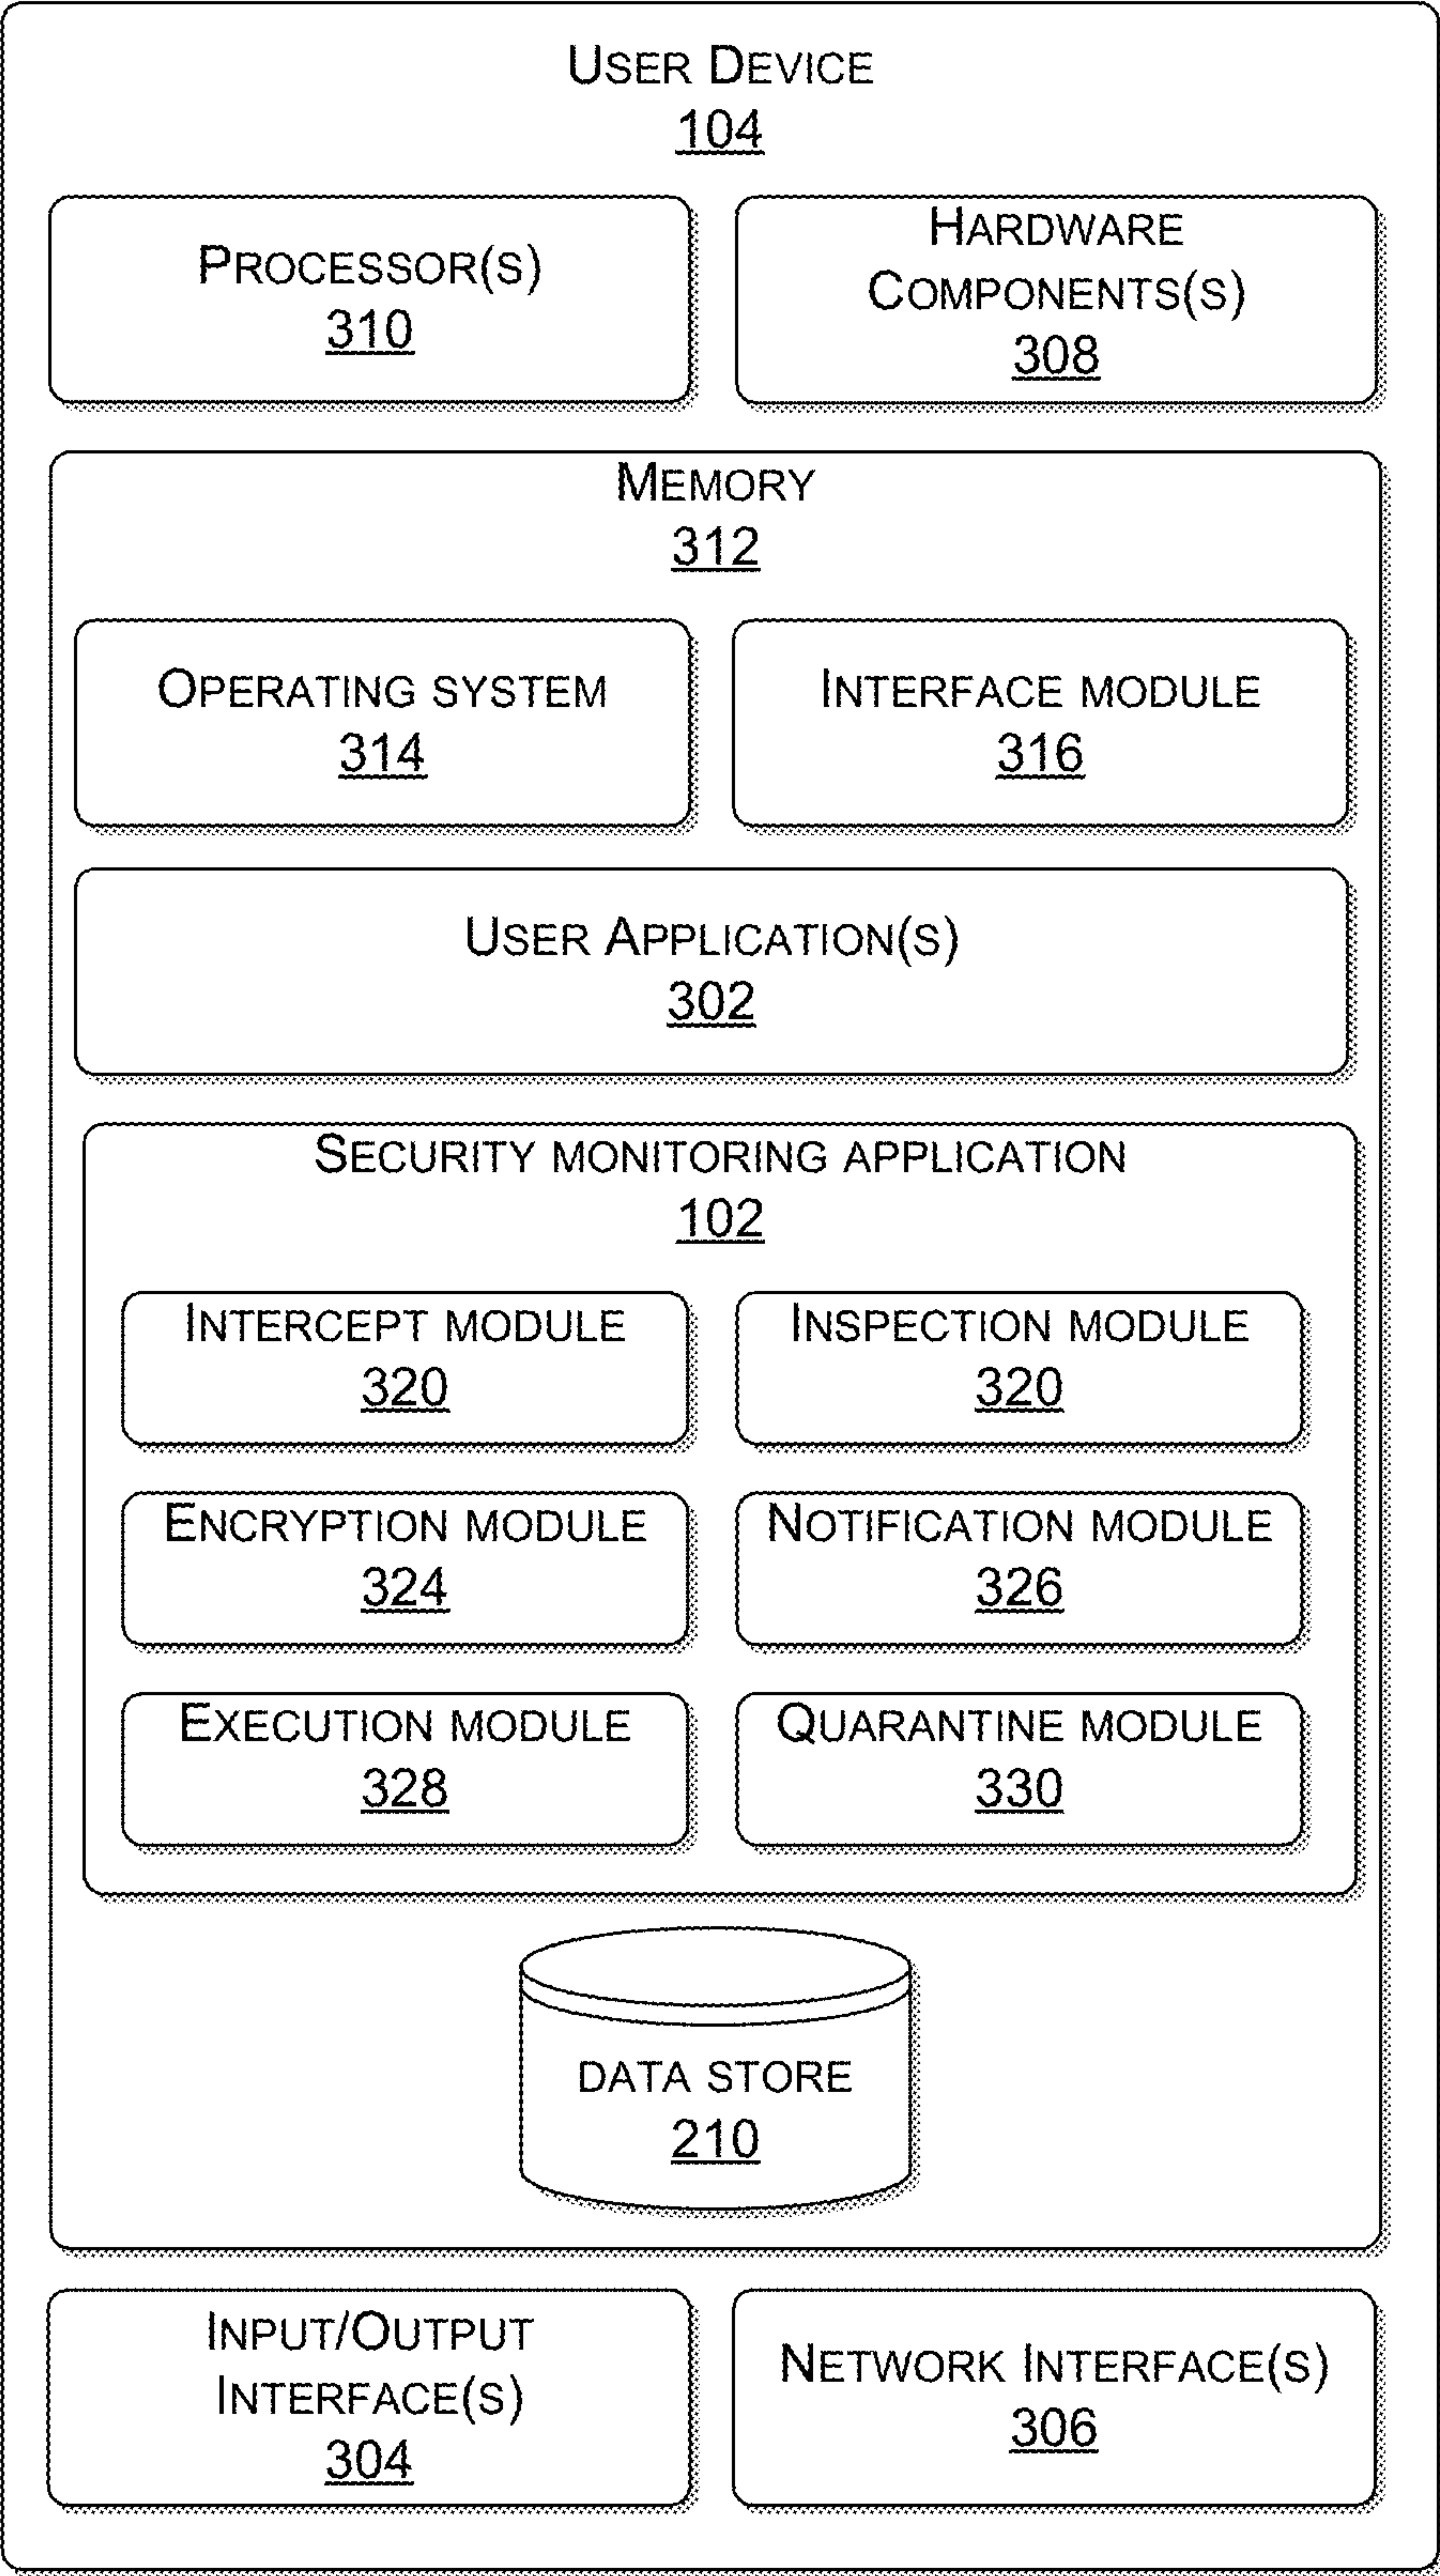 USER DEVICE
104
PROCESSOR(S)
310
HARDWARE
COMPONENTS(S)
308
MEMORY
312
OPERATING SYSTEM
314
INTERFACE MODULE
316
USER APPLICATION(S)
302
SECURITY MONITORING APPLICATION
102
INTERCEPT MODULE
320
INSPECTION MODULE
320
ENCRYPTION MODULE
324
NOTIFICATION MODULE
326
EXECUTION MODULE
328
QUARANTINE MODULE
330
DATA STORE
210
INPUT/OUTPUT
INTERFACE(S)
304
NETWORK INTERFACE(S)
306